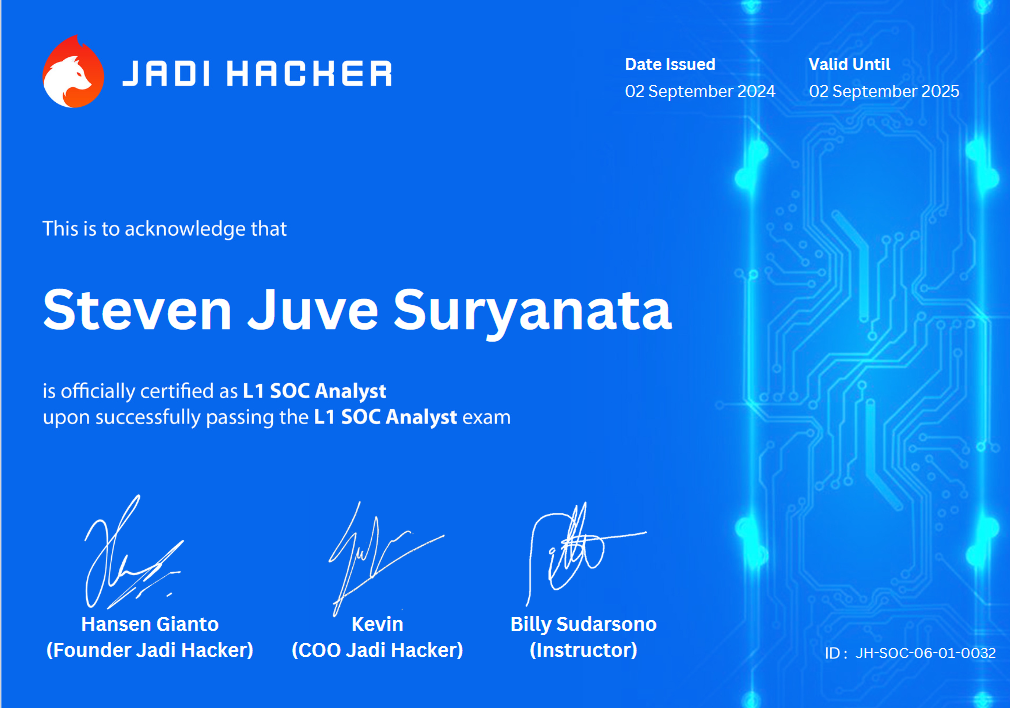 JADI HACKER
Date Issued
02 September 2024
Valid Until
02 September 2025
This is to acknowledge that
Steven Juve Suryanata
is officially certified as L1 SOC Analyst
upon successfully passing the L1 SOC Analyst exam
Hansen Gianto
(Founder Jadi Hacker)
Kevin
(COO Jadi Hacker)
Billy Sudarsono
(Instructor)
ID : JH-SOC-06-01-0032